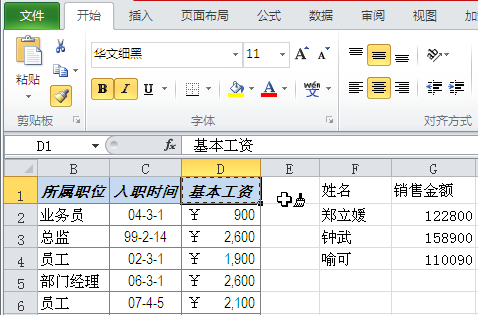 文件 开始 插入 页面布局 公式 数据 审阅 视图
华文细黑 11 A A
粘贴 B I U A wén 文
剪贴板 字体 对齐方式
D1 fx 基本工资
B C D E F G
1 所属职位 入职时间 基本工资 姓名 销售金额
2 业务员 04-3-1 ¥ 900 郑立媛 122800
3 总监 99-2-14 ¥ 2,600 钟武 158900
4 员工 02-3-1 ¥ 1,900 喻可 110090
5 部门经理 06-3-1 ¥ 2,600
6 员工 07-4-5 ¥ 2,100